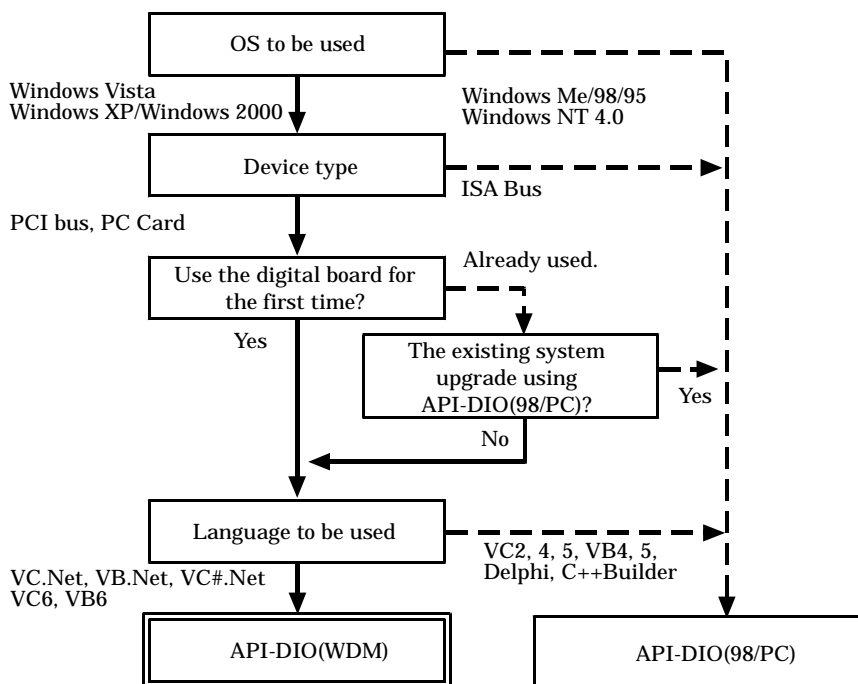 OS to be used
Windows Vista
Windows XP/Windows 2000
Windows Me/98/95
Windows NT 4.0
Device type
ISA Bus
PCI bus, PC Card
Use the digital board for
the first time?
Already used.
Yes
The existing system
upgrade using
API-DIO(98/PC)?
Yes
No
Language to be used
VC2, 4, 5, VB4, 5,
Delphi, C++Builder
VC.Net, VB.Net, VC#.Net
VC6, VB6
API-DIO(WDM)
API-DIO(98/PC)